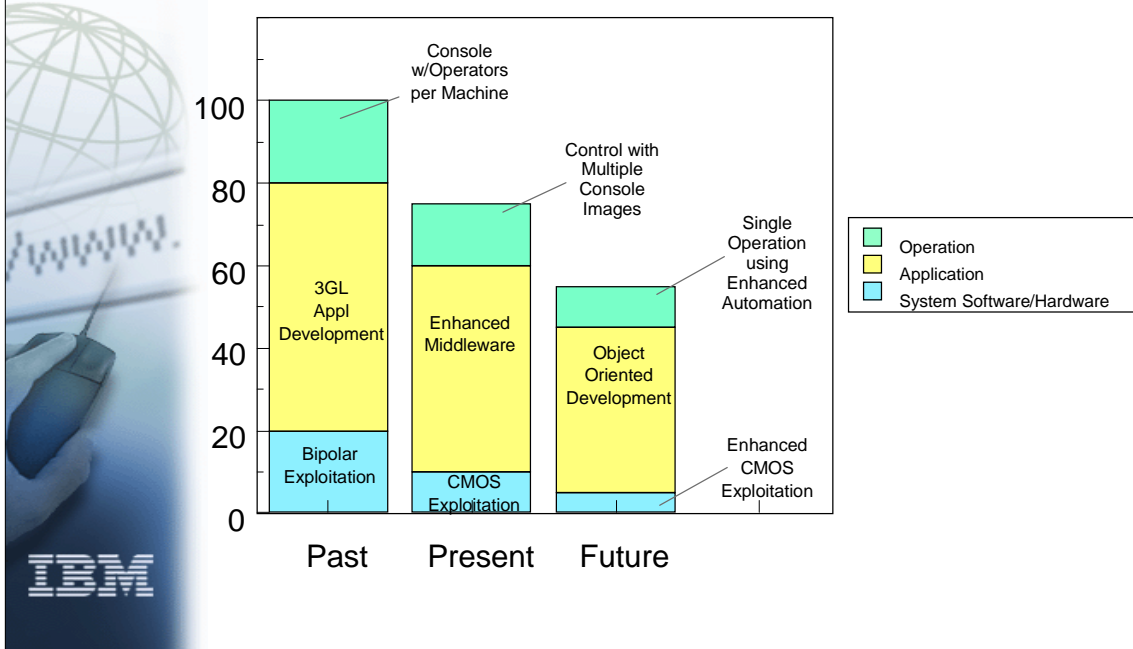 Console
w/Operators
per Machine
100
Control with
Multiple
Console
Images
80
Single
Operation
using
Enhanced
Automation
Operation
Application
System Software/Hardware
/WWW.
60
3GL
Appl
Development
Enhanced
Middleware
40
Object
Oriented
Development
20
Bipolar
Exploitation
CMOS
Exploitation
Enhanced
CMOS
Exploitation
0
Past
Present
Future
IBM